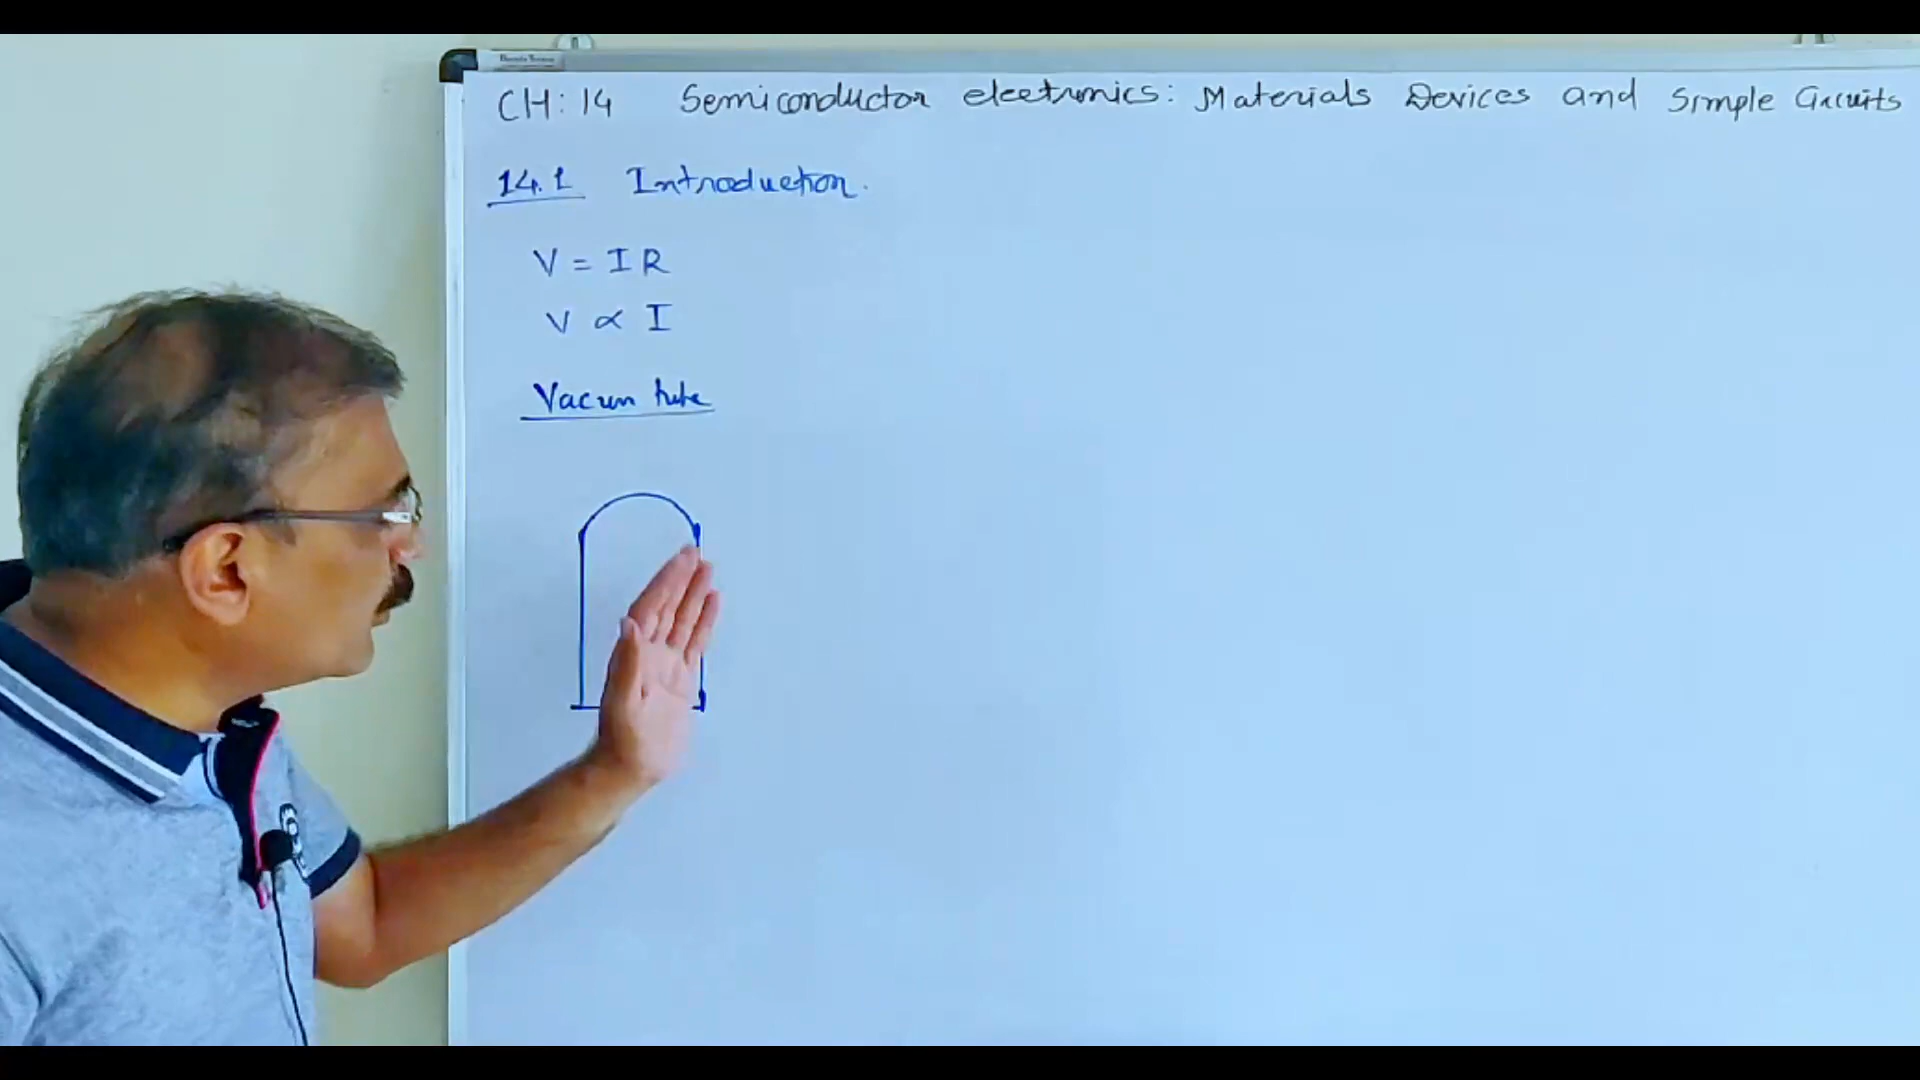 CH: 14 Semiconductor electronics: Materials Devices and Simple Circuits
14.1 Introduction.
V = I R
V ∝ I
Vacum tube